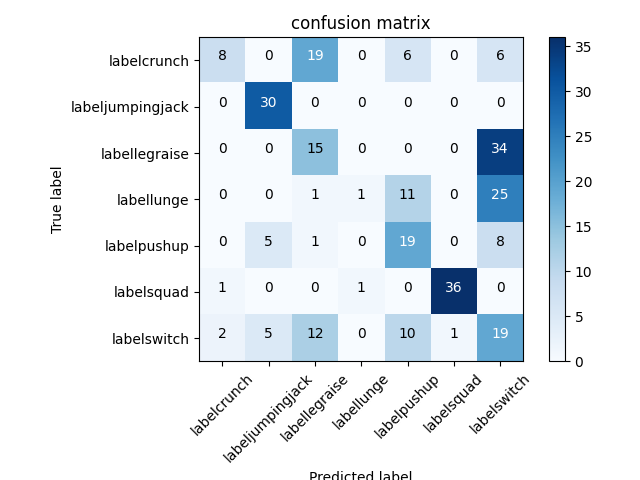 confusion matrix
True label
labelcrunch 8 0 19 0 6 0 6
labeljumpingjack 0 30 0 0 0 0 0
labellegraise 0 0 15 0 0 0 34
labellunge 0 0 1 1 11 0 25
labelpushup 0 5 1 0 19 0 8
labelsquad 1 0 0 1 0 36 0
labelswitch 2 5 12 0 10 1 19
labelcrunch labeljumpingjack labellegraise labellunge labelpushup labelsquad labelswitch
Predicted label
35
30
25
20
15
10
5
0